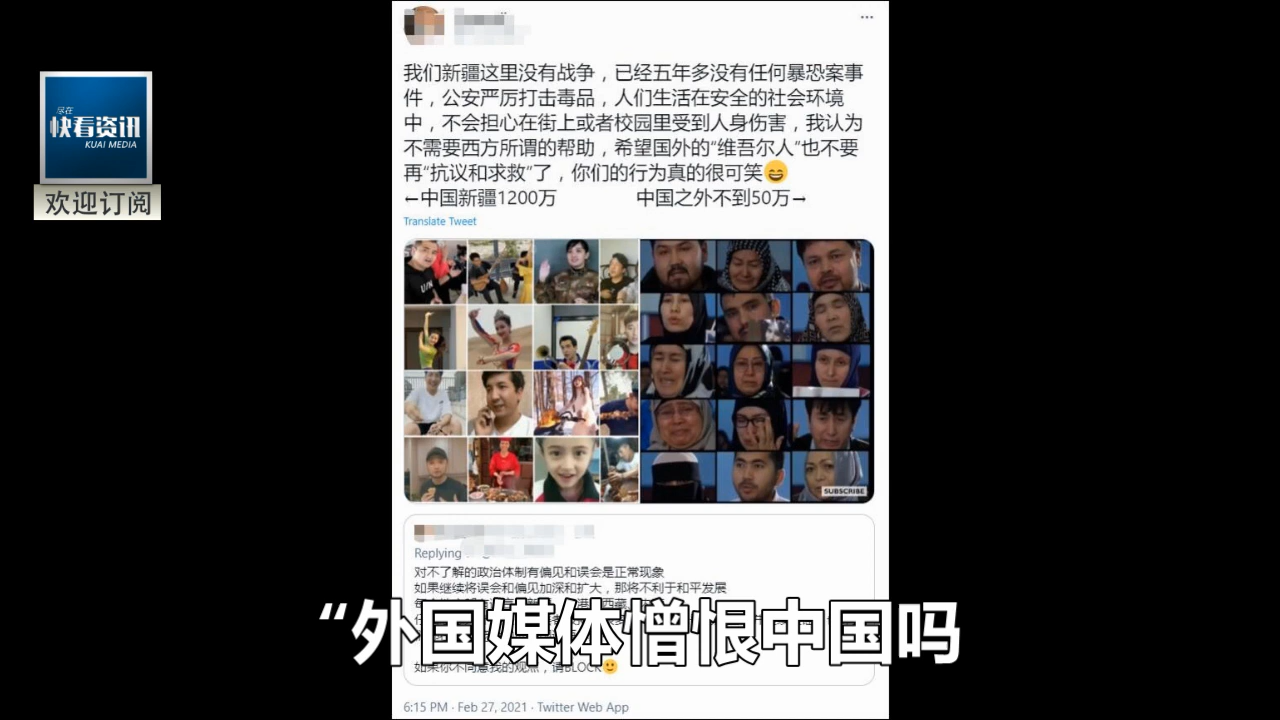 尽在
快看资讯
KUAI MEDIA
欢迎订阅
我们新疆这里没有战争，已经五年多没有任何暴恐案事
件，公安严厉打击毒品，人们生活在安全的社会环境
中，不会担心在街上或者校园里受到人身伤害，我认为
不需要西方所谓的帮助，希望国外的“维吾尔人”也不要
再“抗议和求救”了，你们的行为真的很可笑😄
←中国新疆1200万 中国之外不到50万→
Translate Tweet
SUBSCRIBE
Replying
对不了解的政治体制有偏见和误会是正常现象
如果继续将误会和偏见加深和扩大，那将不利于和平发展
“外国媒体憎恨中国吗
如果你不同意我的观点，请BLOCK🙂
6:15 PM · Feb 27, 2021 · Twitter Web App